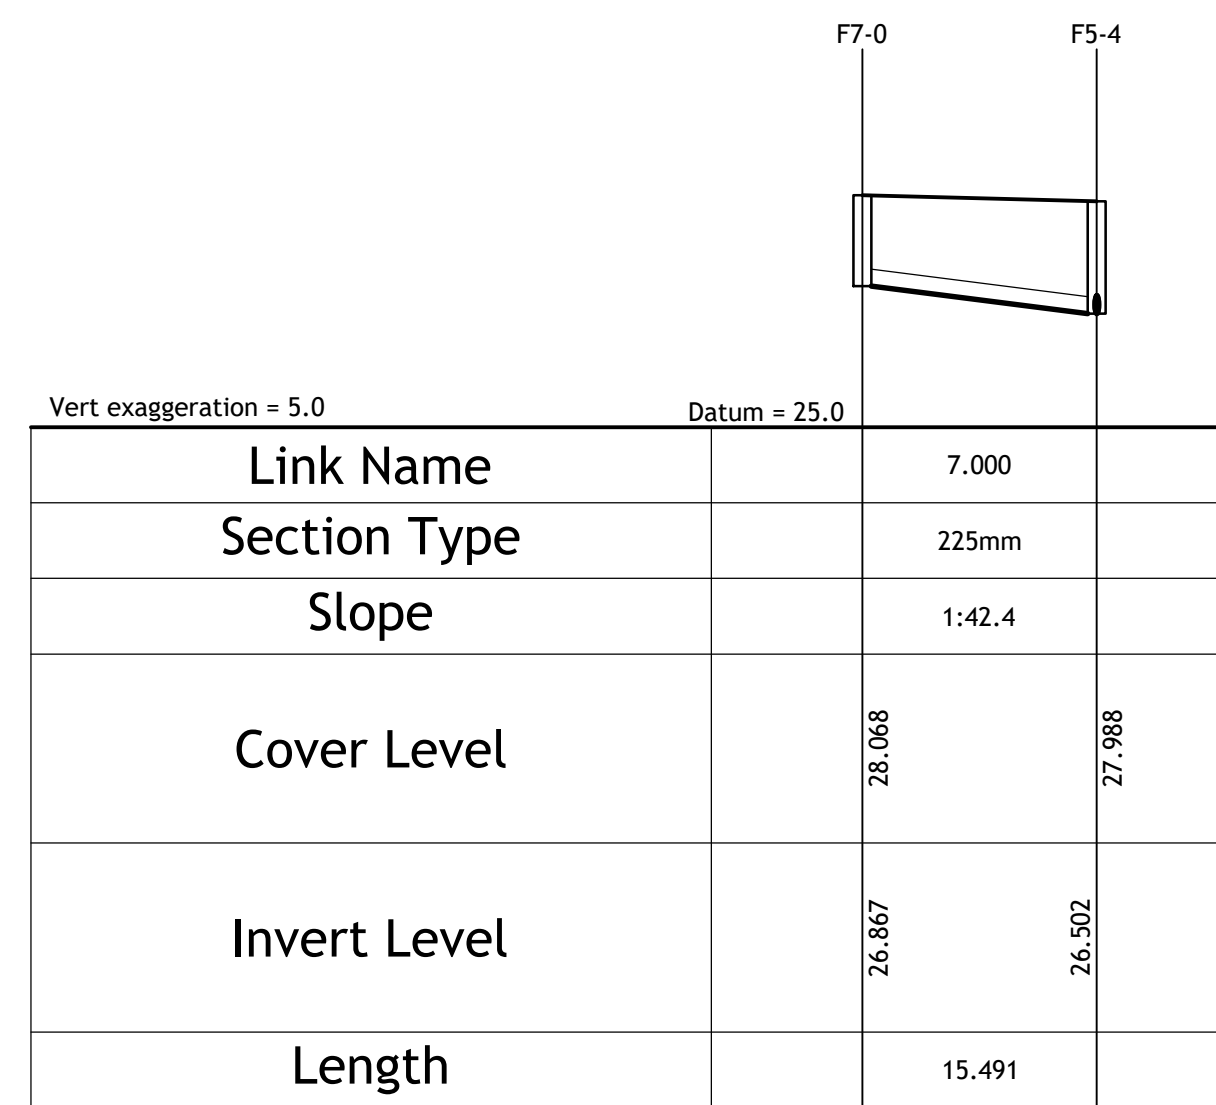 F7-0 F5-4
Vert exaggeration = 5.0 Datum = 25.0
Link Name 7.000
Section Type 225mm
Slope 1:42.4
Cover Level 28.068 27.988
Invert Level 26.867 26.502
Length 15.491